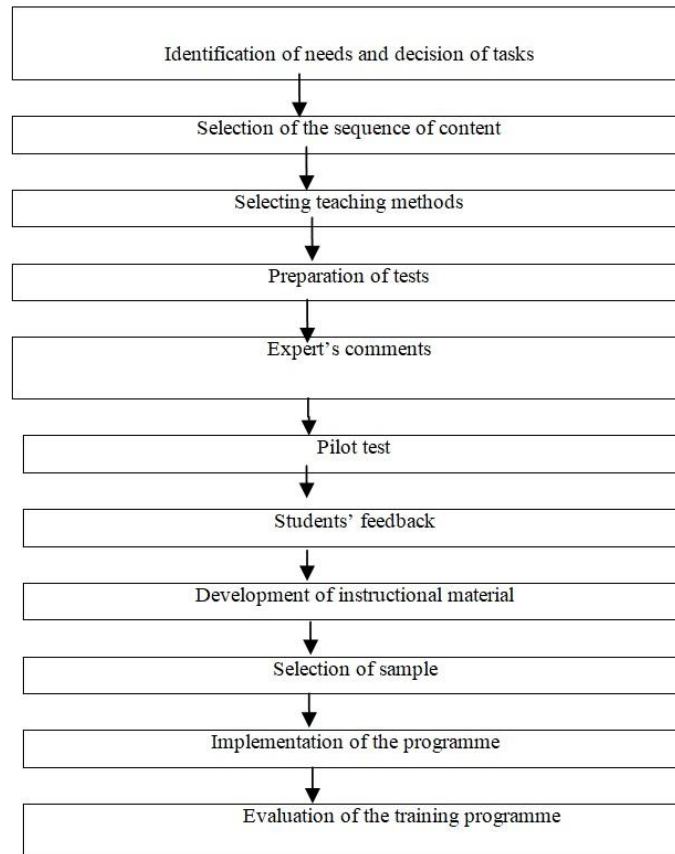 Identification of needs and decision of tasks
Selection of the sequence of content
Selecting teaching methods
Preparation of tests
Expert’s comments
Pilot test
Students’ feedback
Development of instructional material
Selection of sample
Implementation of the programme
Evaluation of the training programme